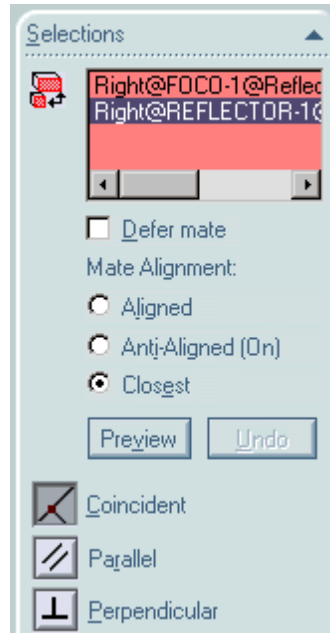 Selections
Right@FOCO-1@Reflec
Right@REFLECTOR-1@
Defer mate
Mate Alignment:
Aligned
Anti-Aligned (On)
Closest
Preview Undo
Coincident
Parallel
Perpendicular